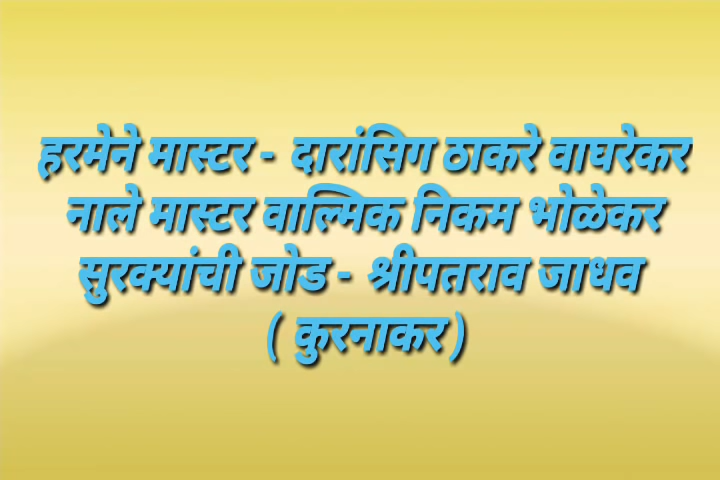 हरमेने मास्टर - दारांसिग ठाकरे वाघरेकर
नाले मास्टर वाल्मिक निकम भोळेकर
सुरक्यांची जोड - श्रीपतराव जाधव
( कुरनाकर )